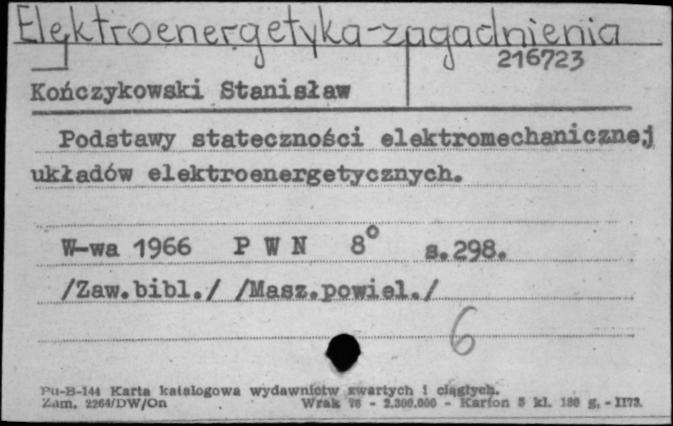 Elektroenergetyka-zagadnienia
216723
Kończykowski Stanisław
Podstawy stateczności elektromechanicznej
układów elektroenergetycznych.
W-wa 1966 P W N 8° s.298.
/Zaw.bibl./ /Masz.powiel./
6
Pu-B-144 Karta katalogowa wydawnictw zwartych i ciągłych.
Zam. 2264/DW/On Wrak 76 - 2.300.000 - Karton 5 kl. 180 g. - 1173.